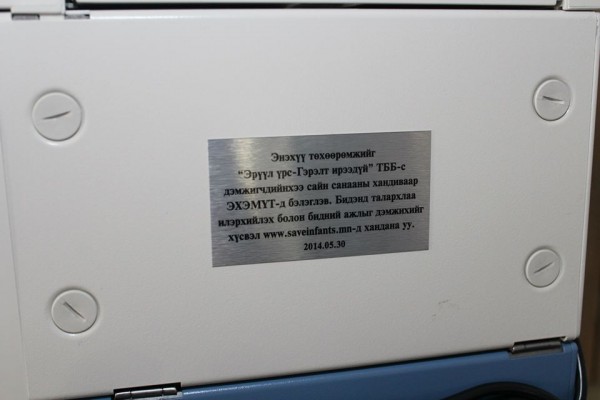 Энэхүү төхөөрөмжийг
“Эрүүл үрс-Гэрэлт ирээдүй” ТББ-с
дэмжигчдийнхээ сайн санааны хандиваар
ЭХЭМҮТ-д бэлэглэв. Бидэнд талархлаа
илэрхийлэх болон бидний ажлыг дэмжихийг
хүсвэл www.saveinfants.mn-д хандана уу.
2014.05.30